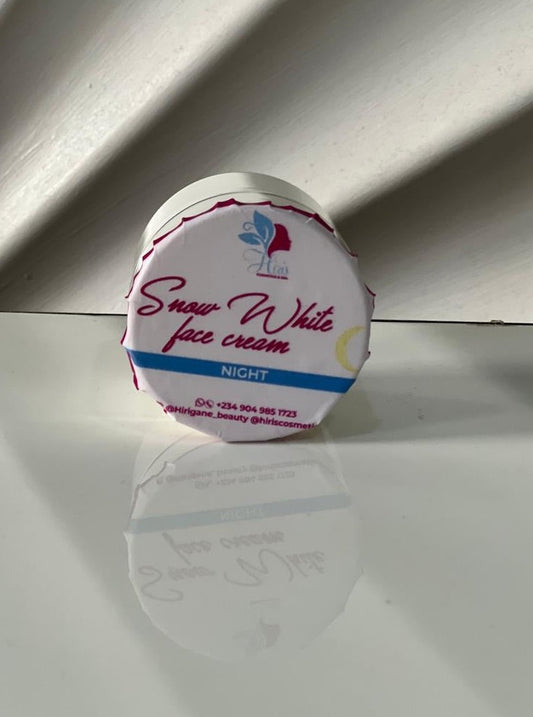 Snow White
face cream
NIGHT
+234 904 985 1723
@Hirigane_beauty @hiriscosmeti